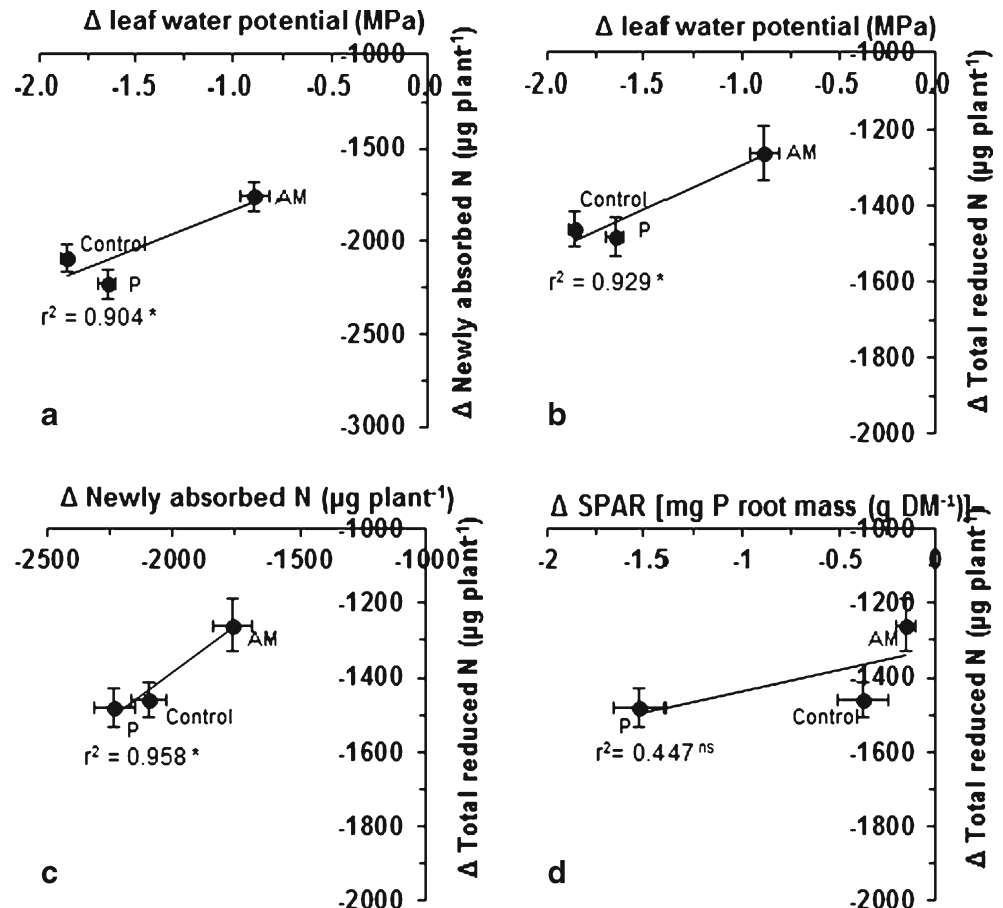 Δ leaf water potential (MPa)
-2.0 -1.5 -1.0 -0.5 0.0
-1000
-1500
-2000
-2500
-3000
Δ Newly absorbed N (µg plant⁻¹)
AM
Control
P
r² = 0.904 *
a
Δ leaf water potential (MPa)
-2.0 -1.5 -1.0 -0.5 0.0
-1000
-1200
-1400
-1600
-1800
-2000
Δ Total reduced N (µg plant⁻¹)
AM
Control
P
r² = 0.929 *
b
Δ Newly absorbed N (µg plant⁻¹)
-2500 -2000 -1500 -1000
-1000
-1200
-1400
-1600
-1800
-2000
Δ Total reduced N (µg plant⁻¹)
AM
P
Control
r² = 0.958 *
c
Δ SPAR [mg P root mass (g DM⁻¹)]
-2 -1.5 -1 -0.5 0
-1000
-1200
-1400
-1600
-1800
-2000
Δ Total reduced N (µg plant⁻¹)
AM
P
Control
r²= 0.447 ns
d